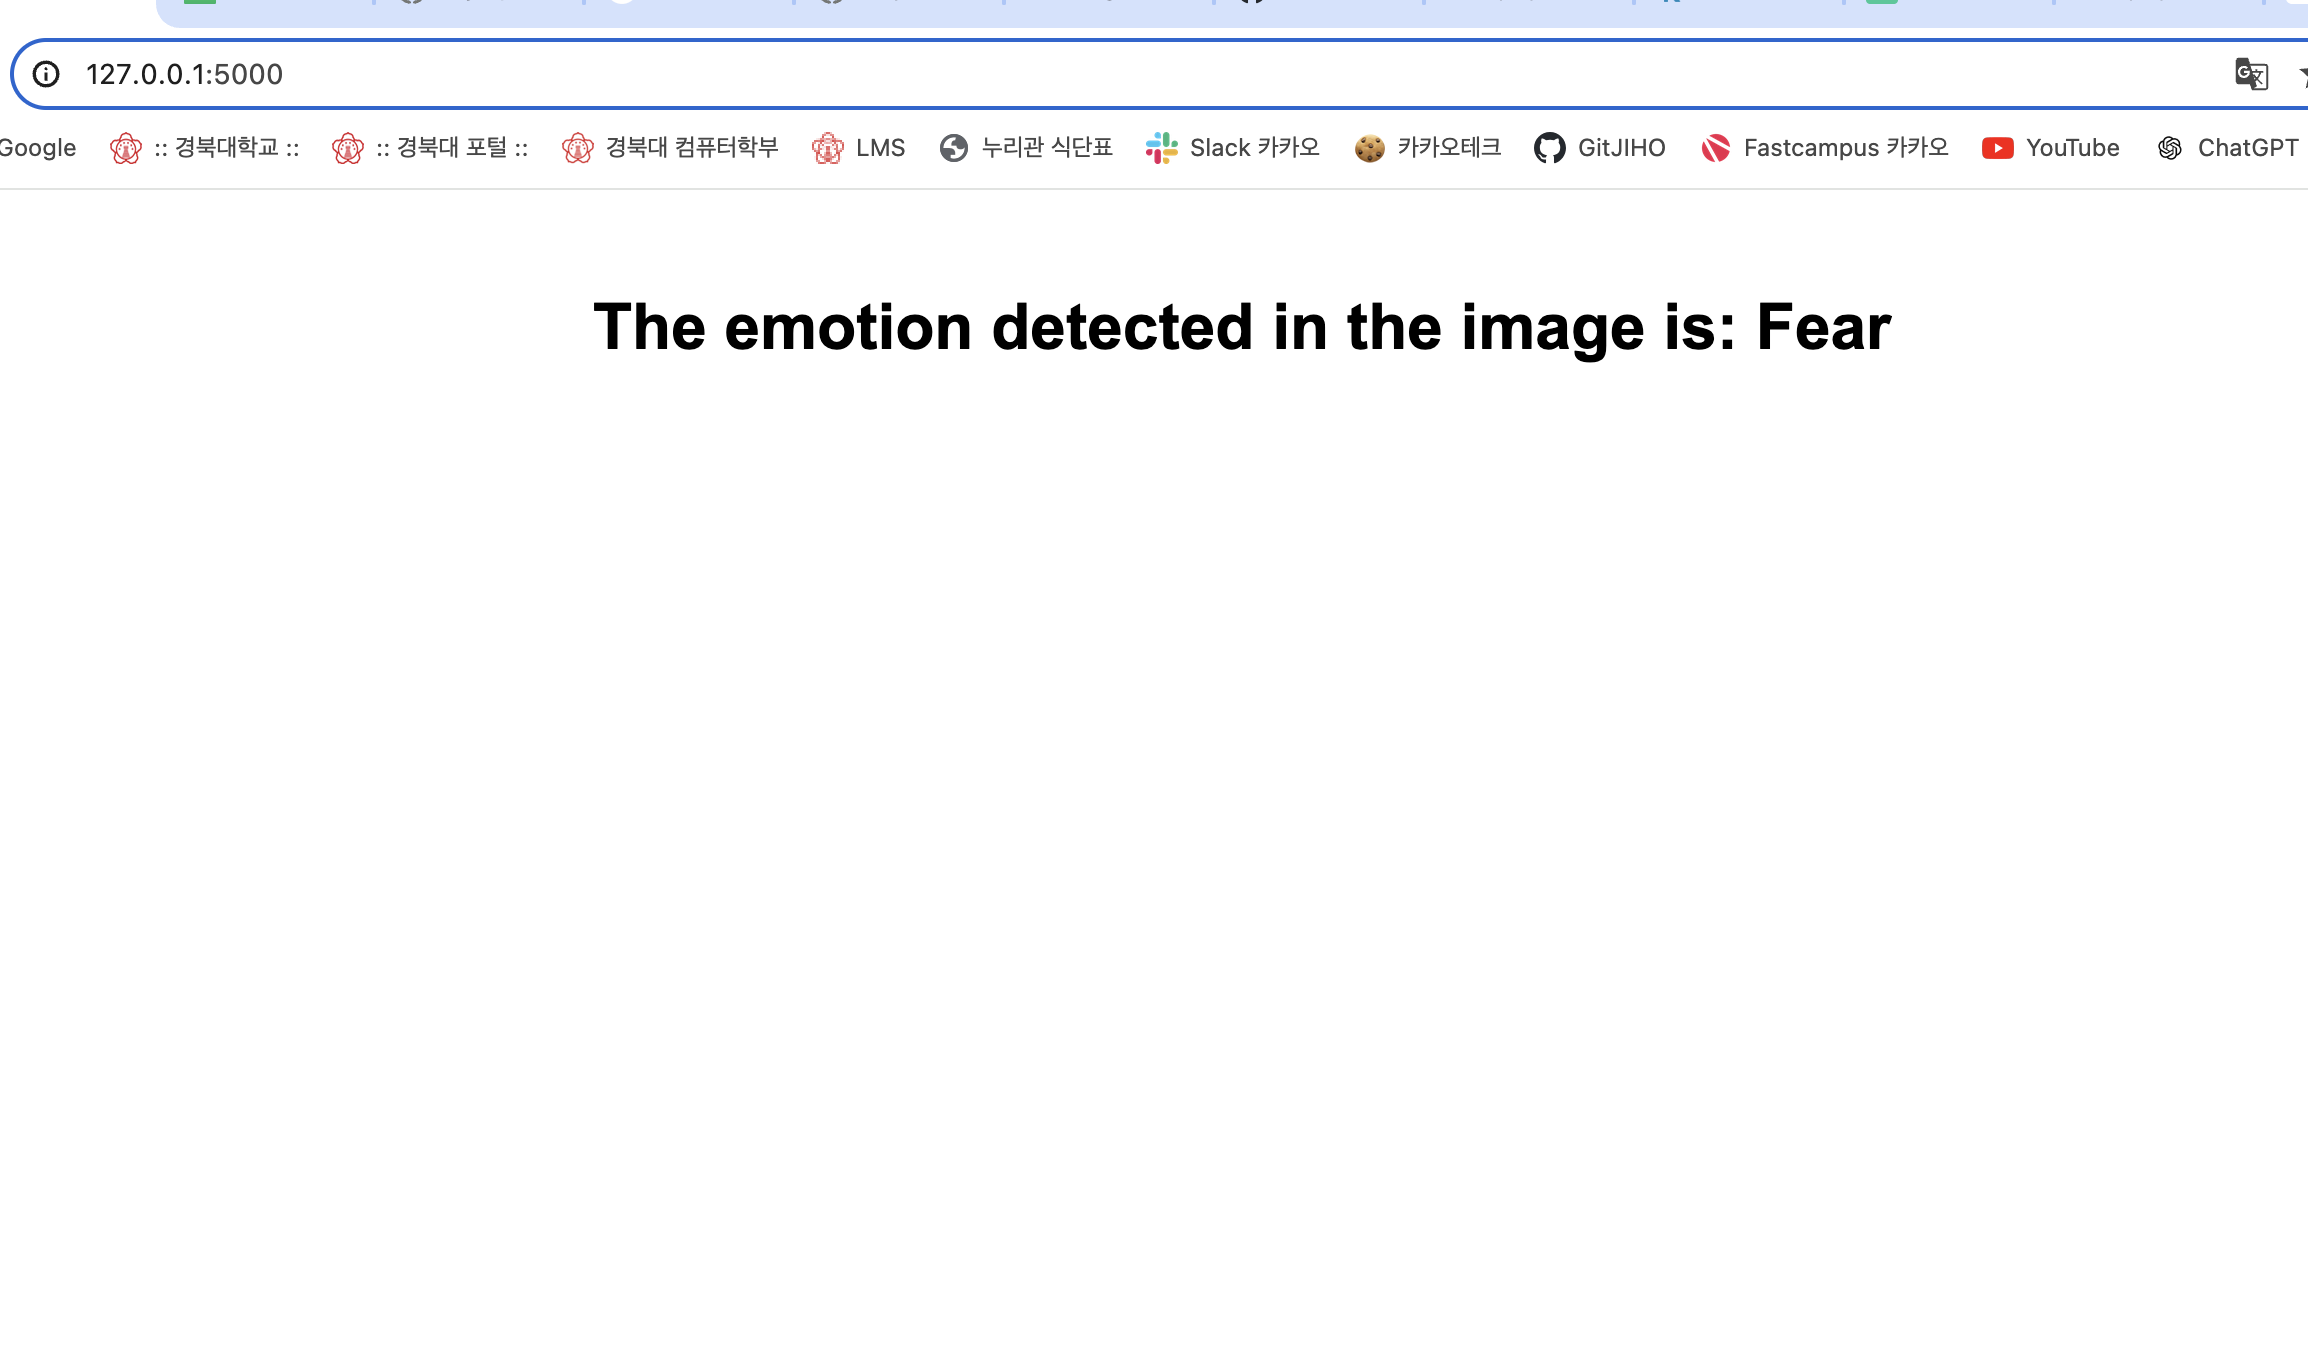 127.0.0.1:5000
Google :: 경북대학교 :: :: 경북대 포털 :: 경북대 컴퓨터학부 LMS 누리관 식단표 Slack 카카오 카카오테크 GitJIHO Fastcampus 카카오 YouTube ChatGPT
The emotion detected in the image is: Fear